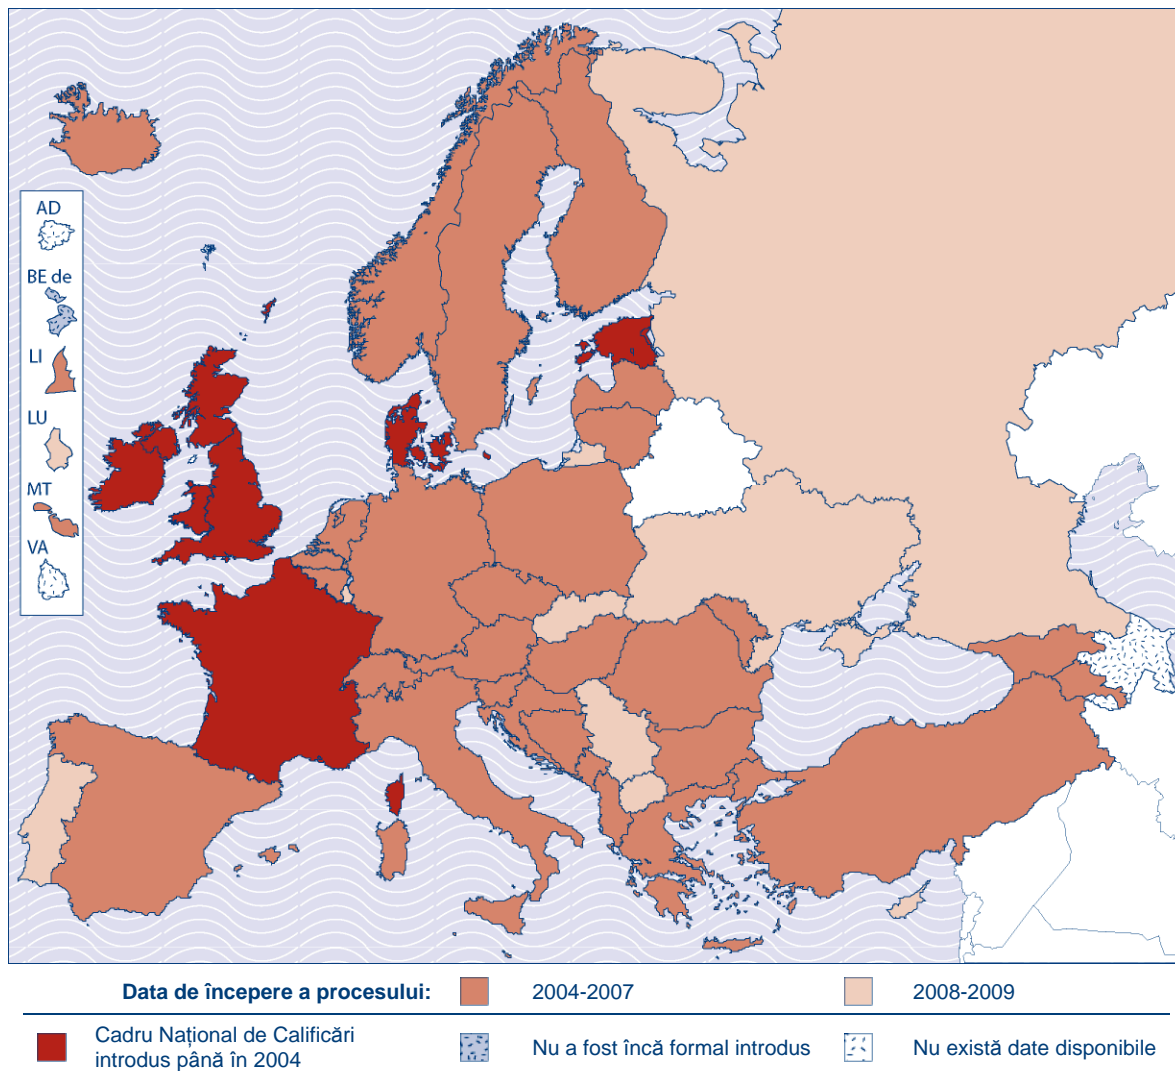 AD
BE de
LI
LU
MT
VA
Data de începere a procesului:
2004-2007
2008-2009
Cadru Național de Calificări
introdus până în 2004
Nu a fost încă formal introdus
Nu există date disponibile